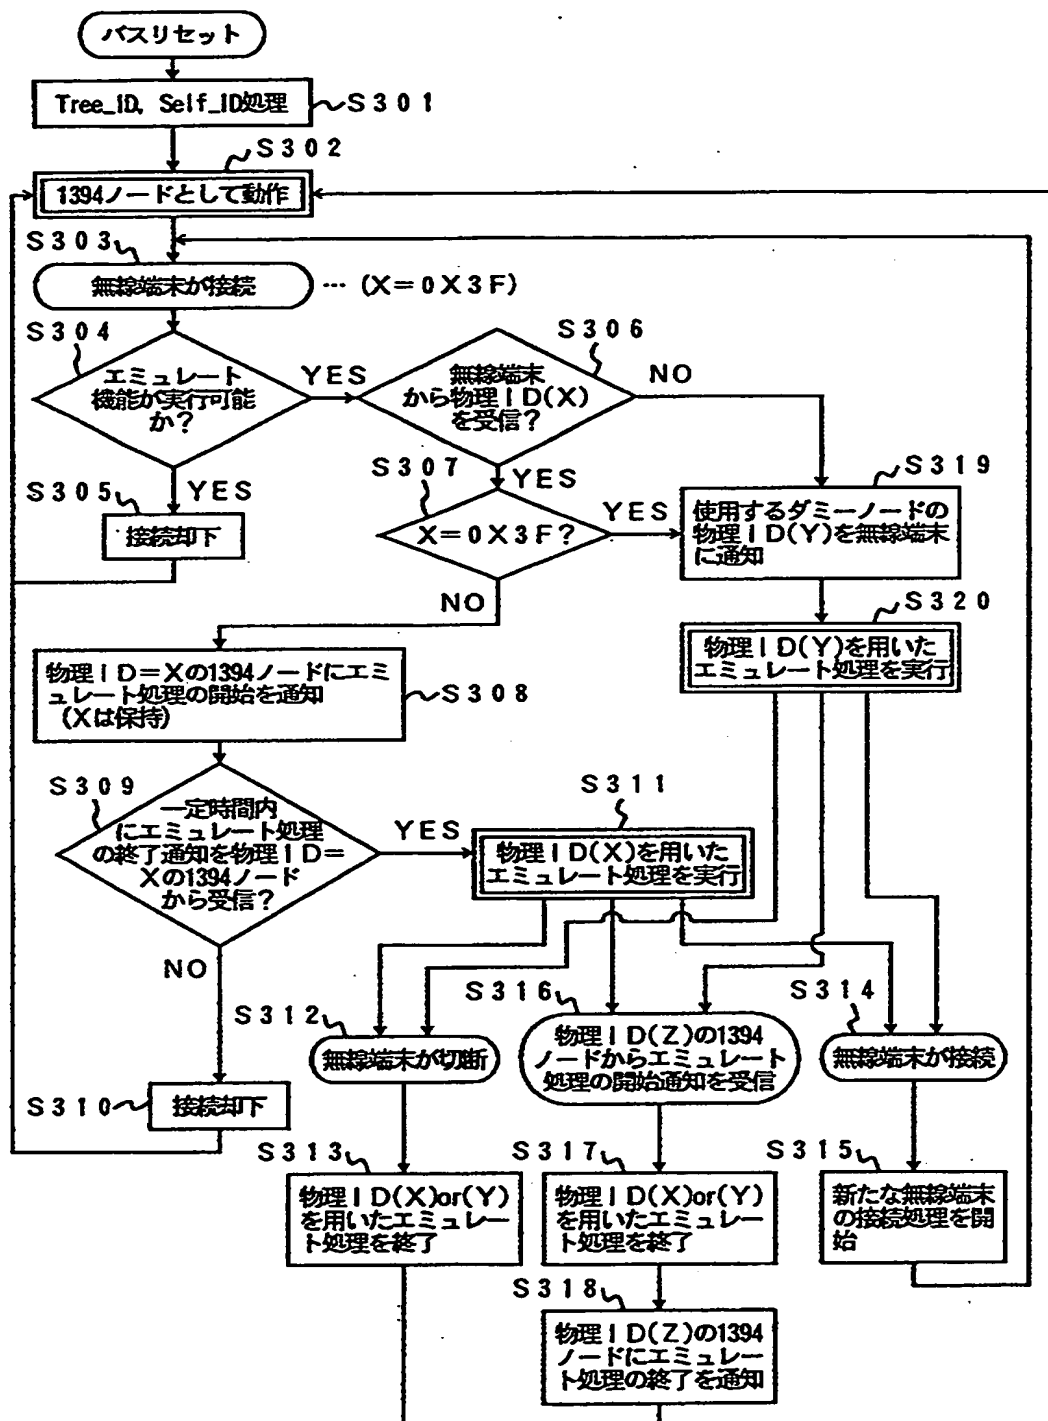 バスリセット
Tree_ID, Self_ID処理
S301
S302
1394ノードとして動作
S303
無線端末が接続
… (X=0X3F)
S304
エミュレート
機能が実行可能
か?
YES
S306
無線端末
から物理ID(X)
を受信?
NO
S305
YES
接続却下
S307
YES
X=0X3F?
YES
NO
S319
使用するダミーノードの
物理ID(Y)を無線端末
に通知
S320
物理ID(Y)を用いた
エミュレート処理を実行
物理ID=Xの1394ノードにエミ
ュレート処理の開始を通知
(Xは保持)
S308
S309
一定時間内
にエミュレート処理
の終了通知を物理ID=
Xの1394ノード
から受信?
YES
NO
S311
物理ID(X)を用いた
エミュレート処理を実行
S310
接続却下
S312
無線端末が切断
S316
物理ID(Z)の1394
ノードからエミュレート
処理の開始通知を受信
S314
無線端末が接続
S313
物理ID(X)or(Y)
を用いたエミュレー
ト処理を終了
S317
物理ID(X)or(Y)
を用いたエミュレー
ト処理を終了
S315
新たな無線端末
の接続処理を開
始
S318
物理ID(Z)の1394
ノードにエミュレー
ト処理の終了を通知